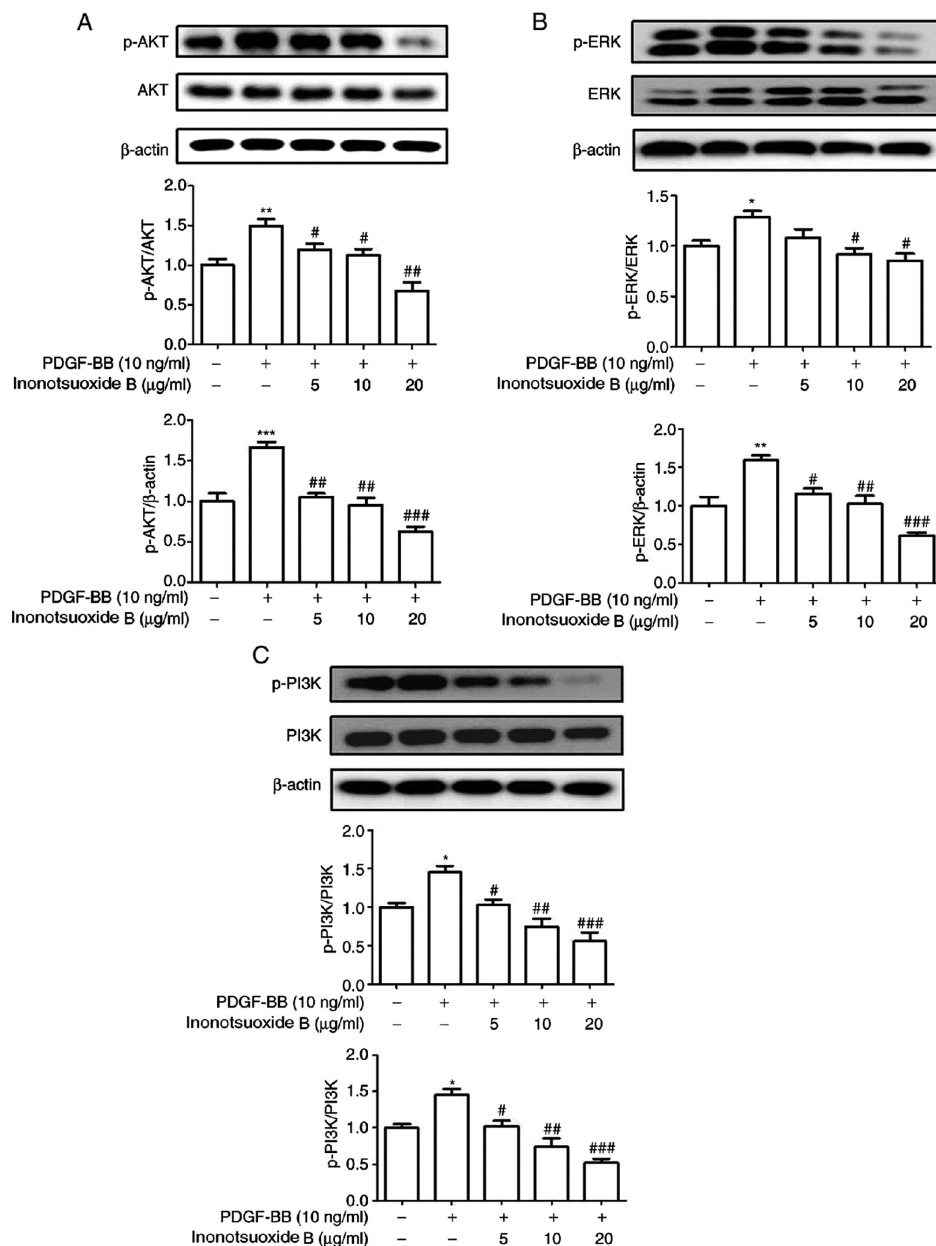 A
p-AKT
AKT
β-actin
p-AKT/AKT
2.0
1.5
1.0
0.5
0.0
**
#
#
##
PDGF-BB (10 ng/ml) – + + + +
Inonotsuoxide B (μg/ml) – – 5 10 20
p-AKT/β-actin
2.0
1.5
1.0
0.5
0.0
***
##
##
###
PDGF-BB (10 ng/ml) – + + + +
Inonotsuoxide B (μg/ml) – – 5 10 20
B
p-ERK
ERK
β-actin
p-ERK/ERK
1.5
1.0
0.5
0.0
*
#
#
PDGF-BB (10 ng/ml) – + + + +
Inonotsuoxide B (μg/ml) – – 5 10 20
p-ERK/β-actin
2.0
1.5
1.0
0.5
0.0
**
#
##
###
PDGF-BB (10 ng/ml) – + + + +
Inonotsuoxide B (μg/ml) – – 5 10 20
C
p-PI3K
PI3K
β-actin
p-PI3K/PI3K
2.0
1.5
1.0
0.5
0.0
*
#
##
###
PDGF-BB (10 ng/ml) – + + + +
Inonotsuoxide B (μg/ml) – – 5 10 20
p-PI3K/PI3K
2.0
1.5
1.0
0.5
0.0
*
#
##
###
PDGF-BB (10 ng/ml) – + + + +
Inonotsuoxide B (μg/ml) – – 5 10 20